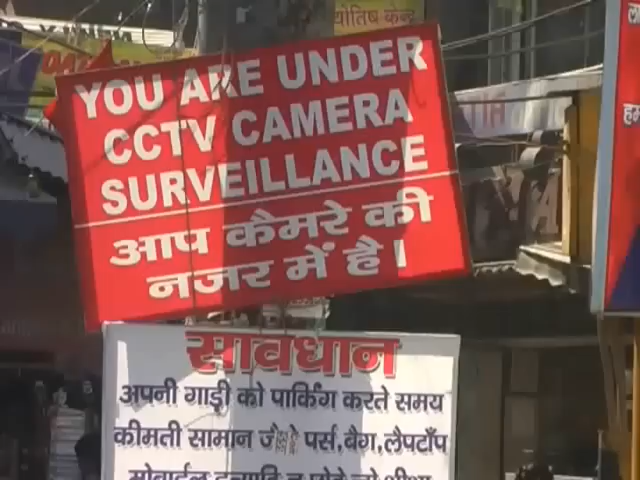 ज्योतिष केन्द्र
YOU ARE UNDER
CCTV CAMERA
SURVEILLANCE
आप कैमरे की
नजर में है।
सावधान
अपनी गाड़ी को पार्किंग करते समय
कीमती सामान जैसे पर्स,बैग,लैपटॉप